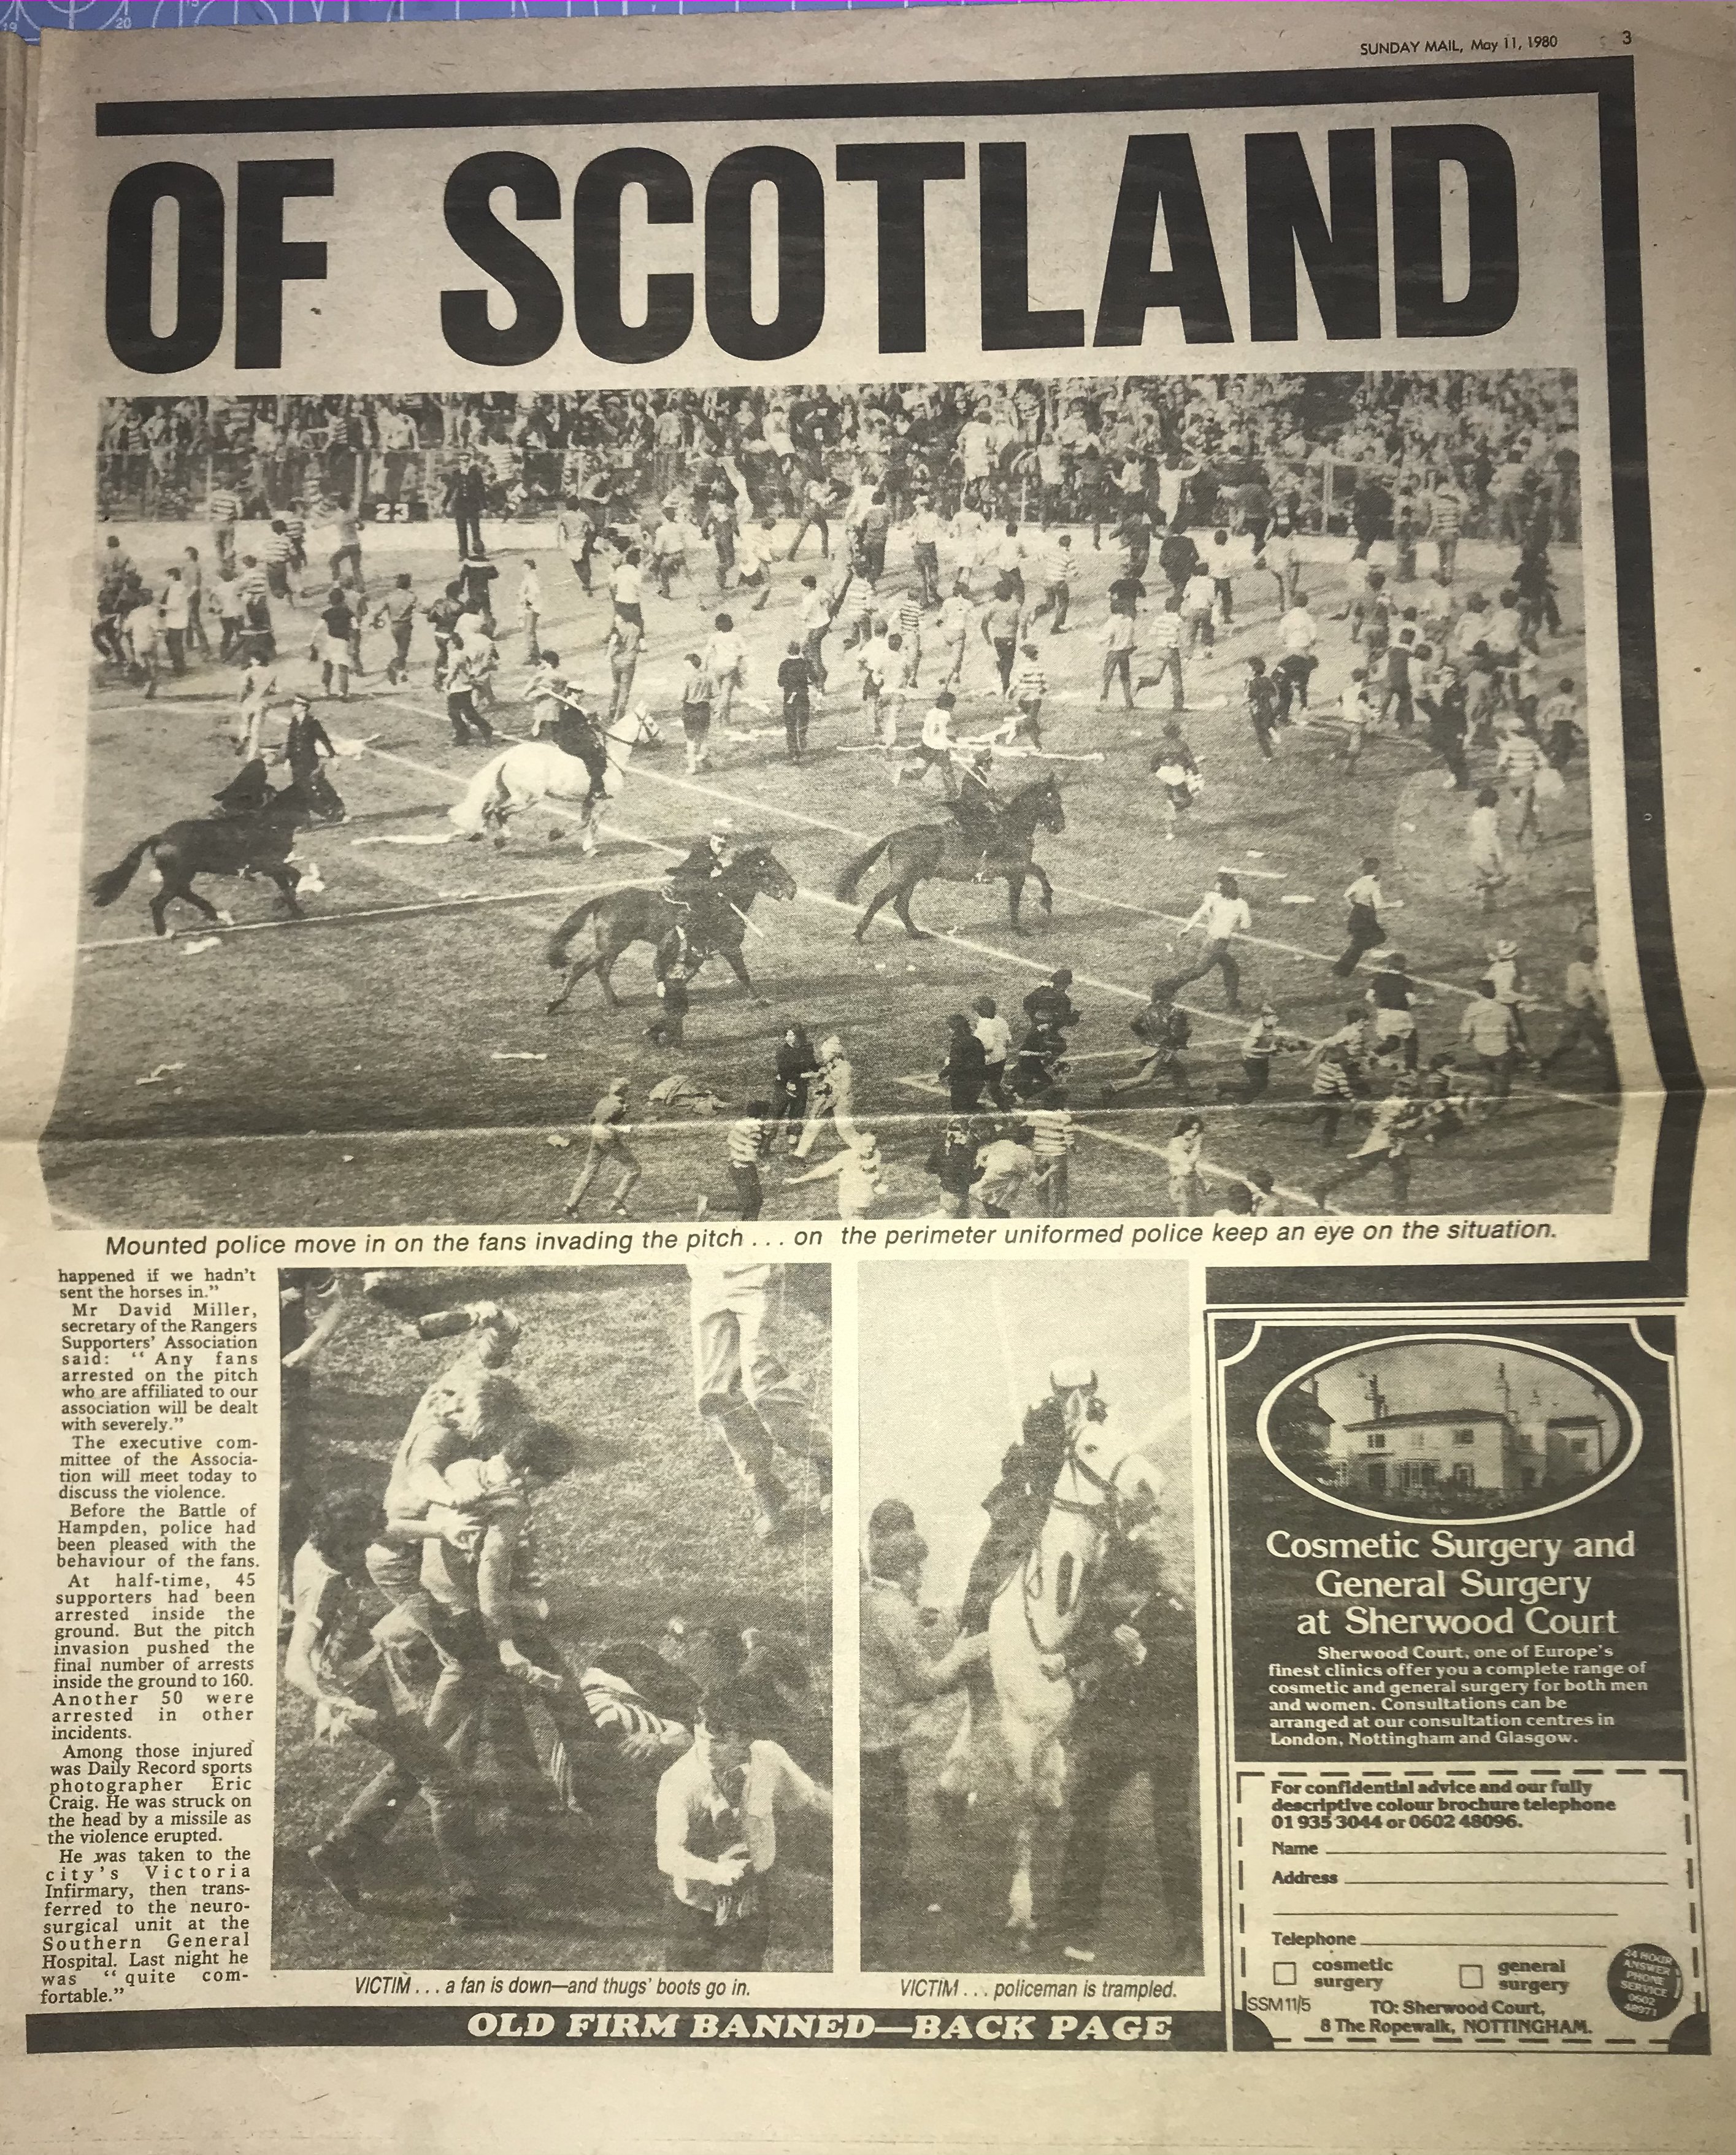 SUNDAY MAIL, May 11, 1980 3
OF SCOTLAND
23
Mounted police move in on the fans invading the pitch . . . on the perimeter uniformed police keep an eye on the situation.
happened if we hadn't
sent the horses in."
Mr David Miller,
secretary of the Rangers
Supporters' Association
said: " Any fans
arrested on the pitch
who are affiliated to our
association will be dealt
with severely."
The executive com-
mittee of the Associa-
tion will meet today to
discuss the violence.
Before the Battle of
Hampden, police had
been pleased with the
behaviour of the fans.
At half-time, 45
supporters had been
arrested inside the
ground. But the pitch
invasion pushed the
final number of arrests
inside the ground to 160.
Another 50 were
arrested in other
incidents.
Among those injured
was Daily Record sports
photographer Eric
Craig. He was struck on
the head by a missile as
the violence erupted.
He was taken to the
city's Victoria
Infirmary, then trans-
ferred to the neuro-
surgical unit at the
Southern General
Hospital. Last night he
was " quite com-
fortable."
VICTIM . . . a fan is down—and thugs' boots go in.
VICTIM . . . policeman is trampled.
OLD FIRM BANNED—BACK PAGE
Cosmetic Surgery and
General Surgery
at Sherwood Court
Sherwood Court, one of Europe's
finest clinics offer you a complete range of
cosmetic and general surgery for both men
and women. Consultations can be
arranged at our consultation centres in
London, Nottingham and Glasgow.
For confidential advice and our fully
descriptive colour brochure telephone
01 935 3044 or 0602 48096.
Name
Address
Telephone
cosmetic
surgery
general
surgery
24 HOUR
ANSWER
PHONE
SERVICE
0602
48971
SSM11/5
TO: Sherwood Court,
8 The Ropewalk, NOTTINGHAM.